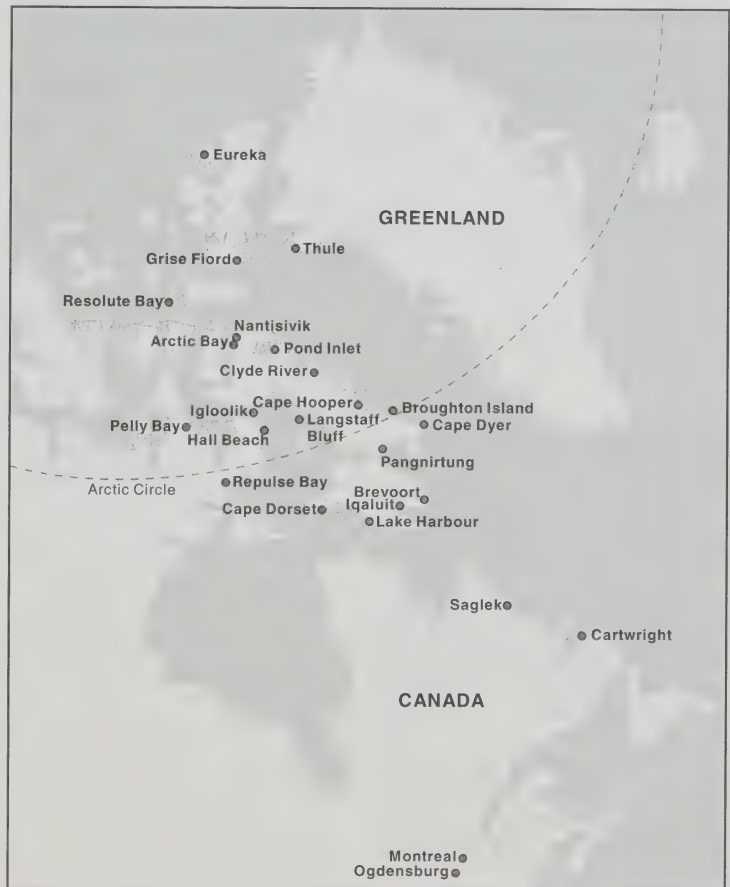 Eureka
GREENLAND
Thule
Grise Fiord
Resolute Bay
Nantisivik
Arctic Bay
Pond Inlet
Clyde River
Cape Hooper
Igloolik
Broughton Island
Langstaff
Bluff
Pelly Bay
Cape Dyer
Hall Beach
Pangnirtung
Arctic Circle
Repulse Bay
Brevoort
Iqaluit
Cape Dorset
Lake Harbour
Saglek
Cartwright
CANADA
Montreal
Ogdensburg